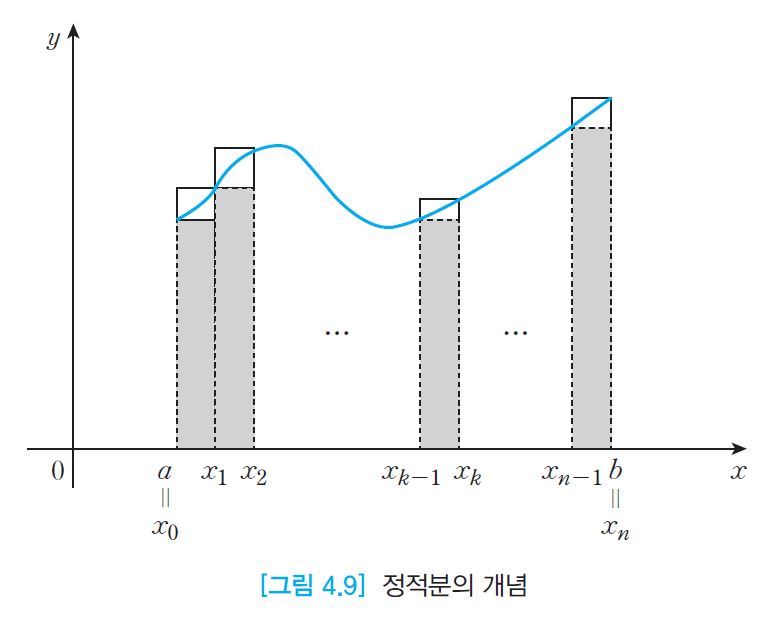 y
... ...
0 a x₁ x₂ xₖ₋₁ xₖ xₙ₋₁ b x
|| ||
x₀ xₙ
[그림 4.9] 정적분의 개념